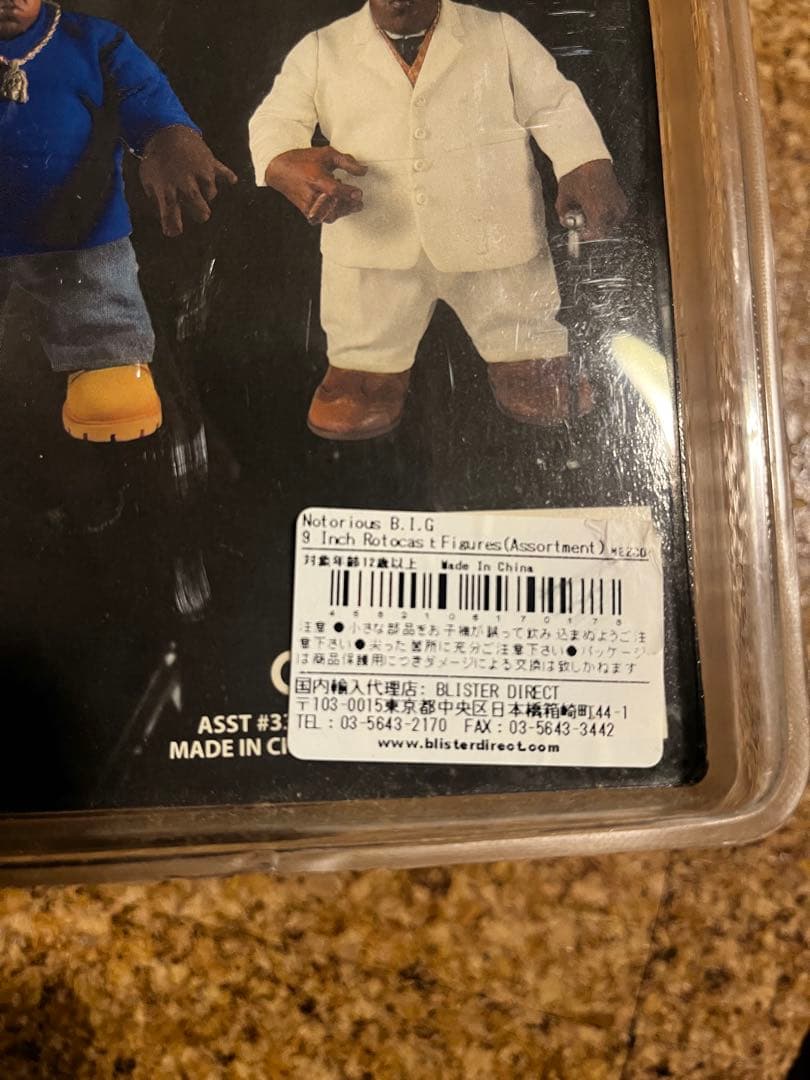 Notorious B.I.G
9 Inch Rotocast Figures(Assortment) MEZCO
対象年齢12歳以上 Made In China
4 582106 170178
注意●小さな部品をお子様が誤って飲み込まぬようご注
意下さい●尖った箇所に充分ご注意下さい●パッケージ
は商品保護用につきダメージによる交換は致しかねます
国内輸入代理店: BLISTER DIRECT
〒103-0015東京都中央区日本橋箱崎町44-1
TEL : 03-5643-2170 FAX : 03-5643-3442
www.blisterdirect.com
ASST #
MADE IN